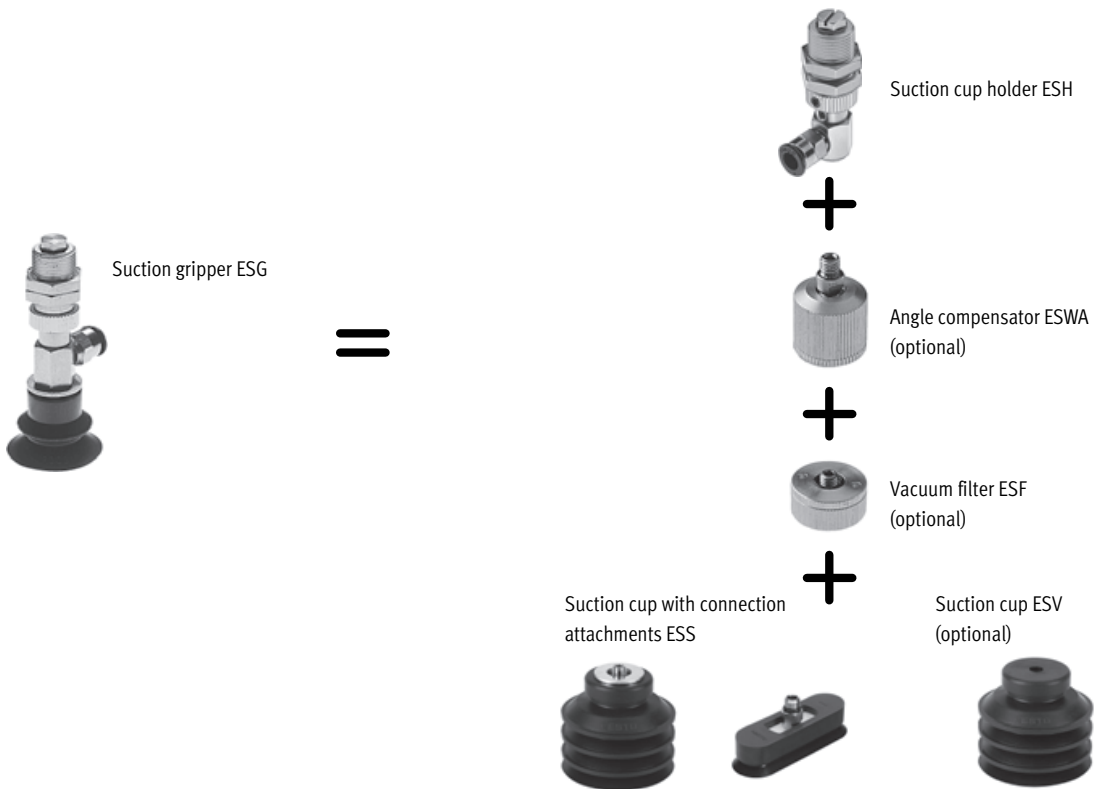 Suction cup holder ESH
Suction gripper ESG
Angle compensator ESWA
(optional)
Vacuum filter ESF
(optional)
Suction cup with connection
attachments ESS
Suction cup ESV
(optional)